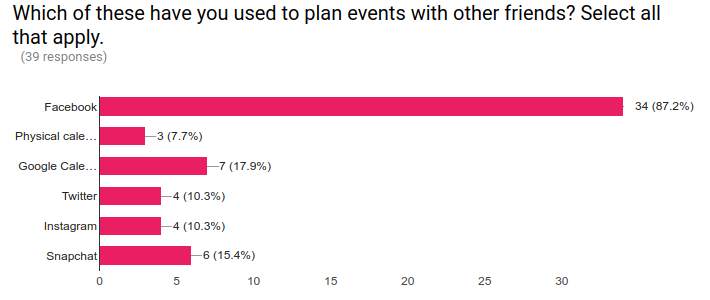 Which of these have you used to plan events with other friends? Select all
that apply.
(39 responses)
Facebook 34 (87.2%)
Physical cale… 3 (7.7%)
Google Cale… 7 (17.9%)
Twitter 4 (10.3%)
Instagram 4 (10.3%)
Snapchat 6 (15.4%)
0 5 10 15 20 25 30